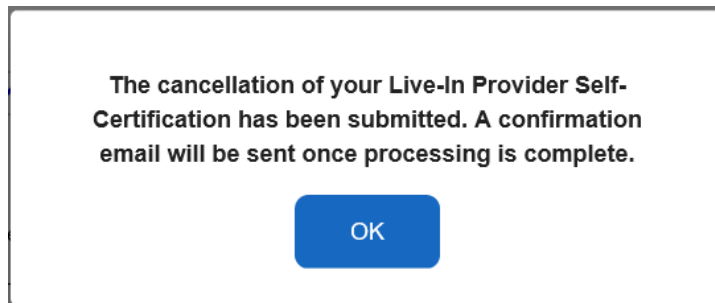 The cancellation of your Live-In Provider Self-
Certification has been submitted. A confirmation
email will be sent once processing is complete.
OK